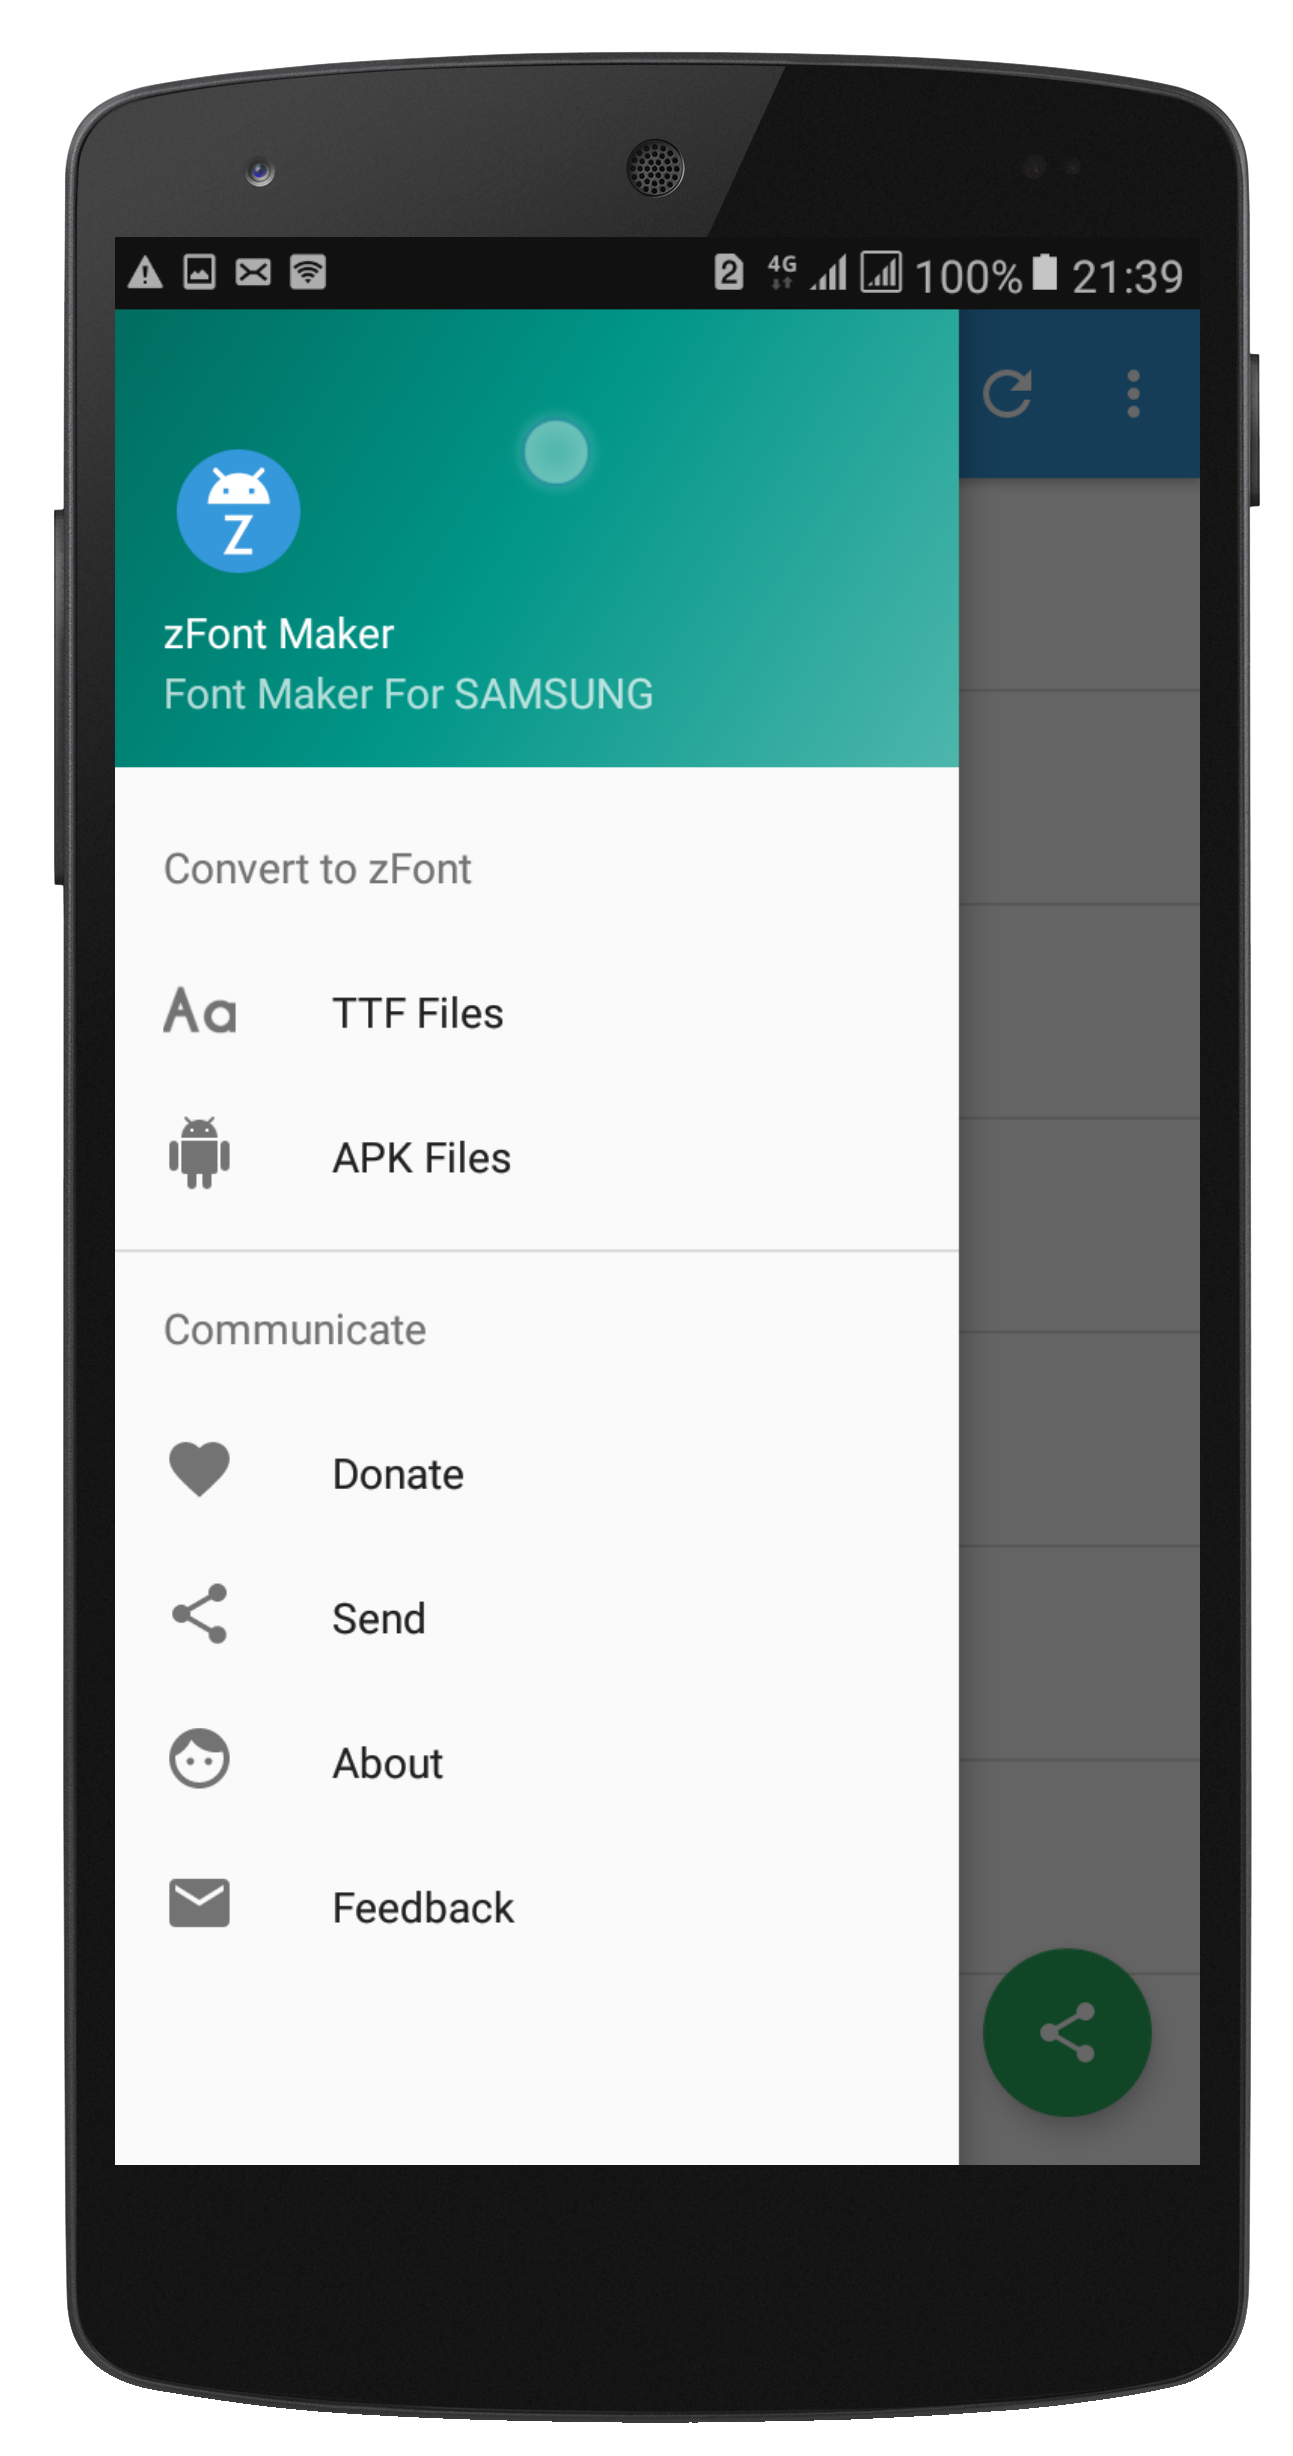 2 4G 100% 21:39
Z
zFont Maker
Font Maker For SAMSUNG
Convert to zFont
Aa TTF Files
APK Files
Communicate
Donate
Send
About
Feedback